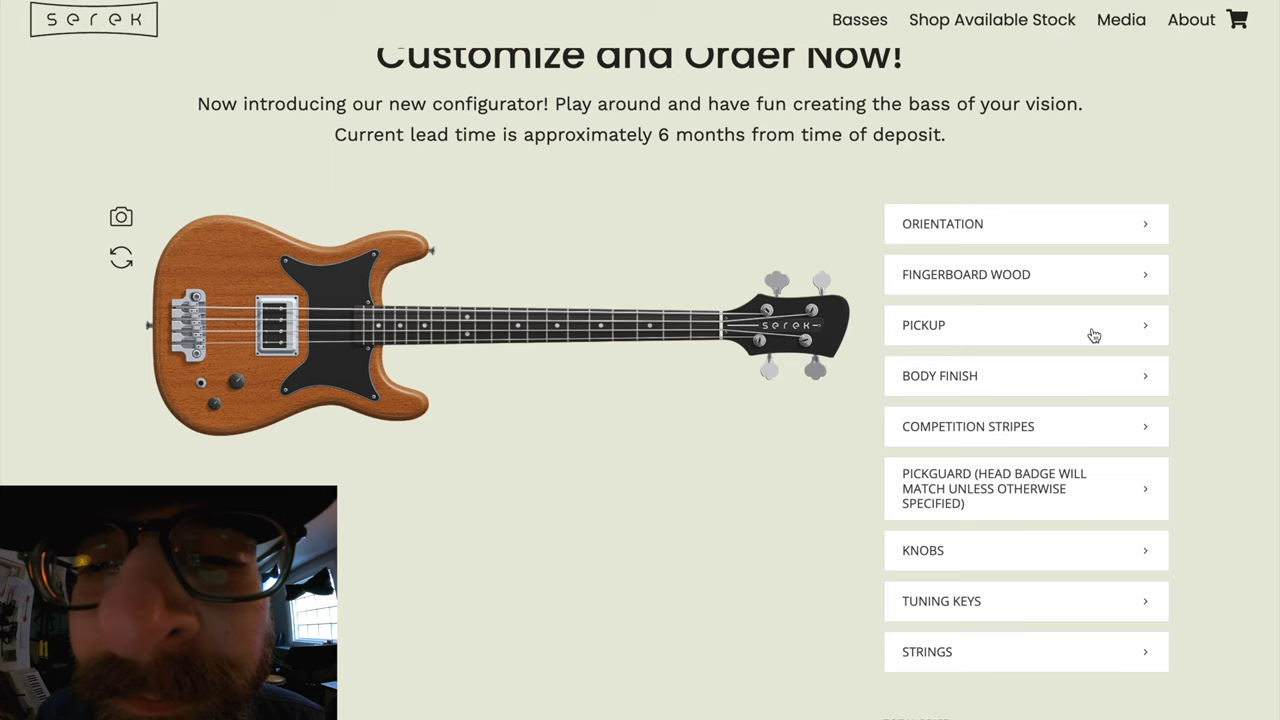 serek
Basses
Shop Available Stock
Media
About
Customize and Order Now!
Now introducing our new configurator! Play around and have fun creating the bass of your vision.
Current lead time is approximately 6 months from time of deposit.
ORIENTATION
FINGERBOARD WOOD
PICKUP
serek
BODY FINISH
COMPETITION STRIPES
PICKGUARD (HEAD BADGE WILL
MATCH UNLESS OTHERWISE
SPECIFIED)
KNOBS
TUNING KEYS
STRINGS